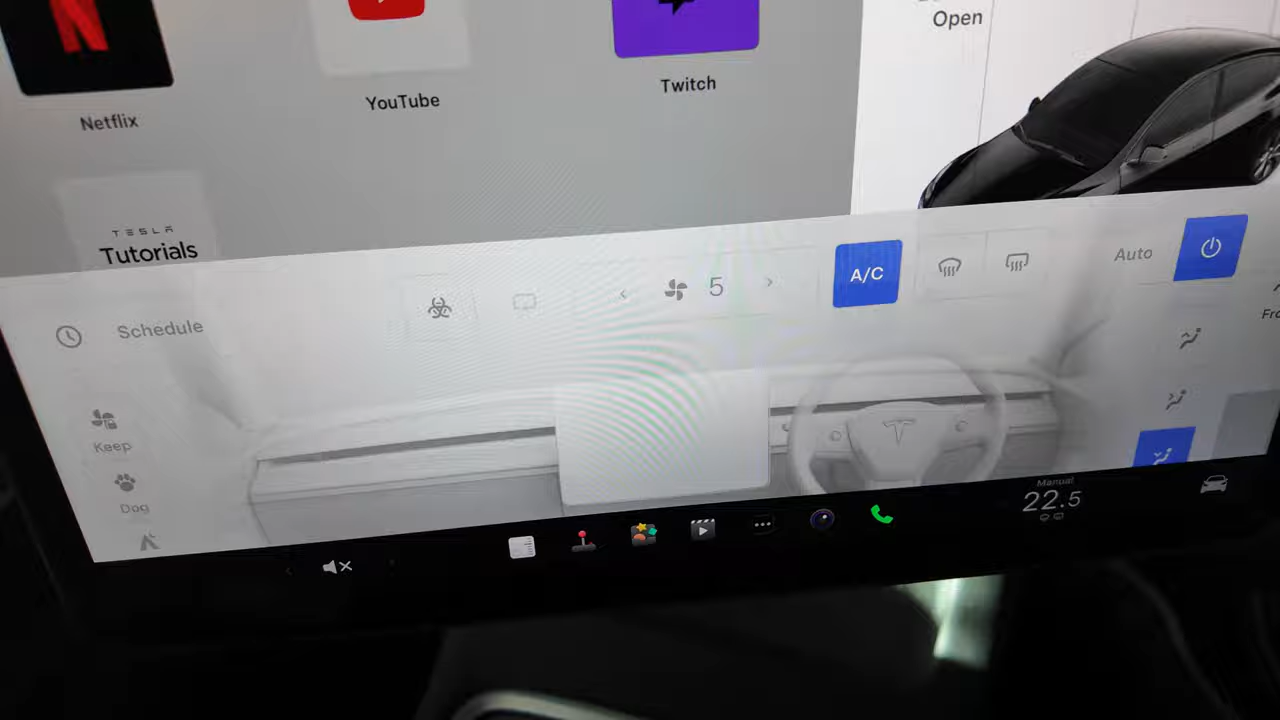 Open
Netflix
YouTube
Twitch
TESLA
Tutorials
5
A/C
Auto
Schedule
Keep
Dog
Manual
22.5